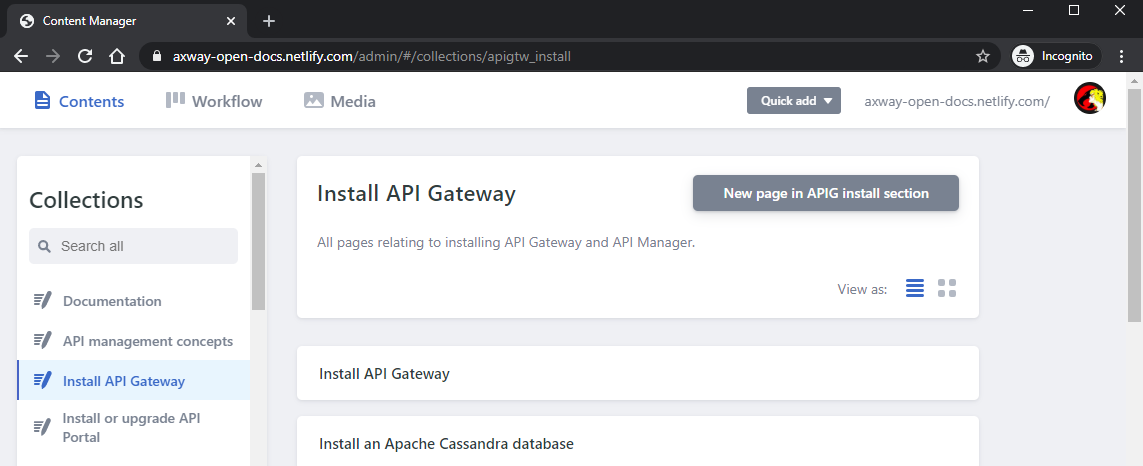 Content Manager
axway-open-docs.netlify.com/admin/#/collections/apigtw_install
Incognito
Contents
Workflow
Media
Quick add
axway-open-docs.netlify.com/
Collections
Search all
Documentation
API management concepts
Install API Gateway
Install or upgrade API
Portal
Install API Gateway
New page in APIG install section
All pages relating to installing API Gateway and API Manager.
View as:
Install API Gateway
Install an Apache Cassandra database